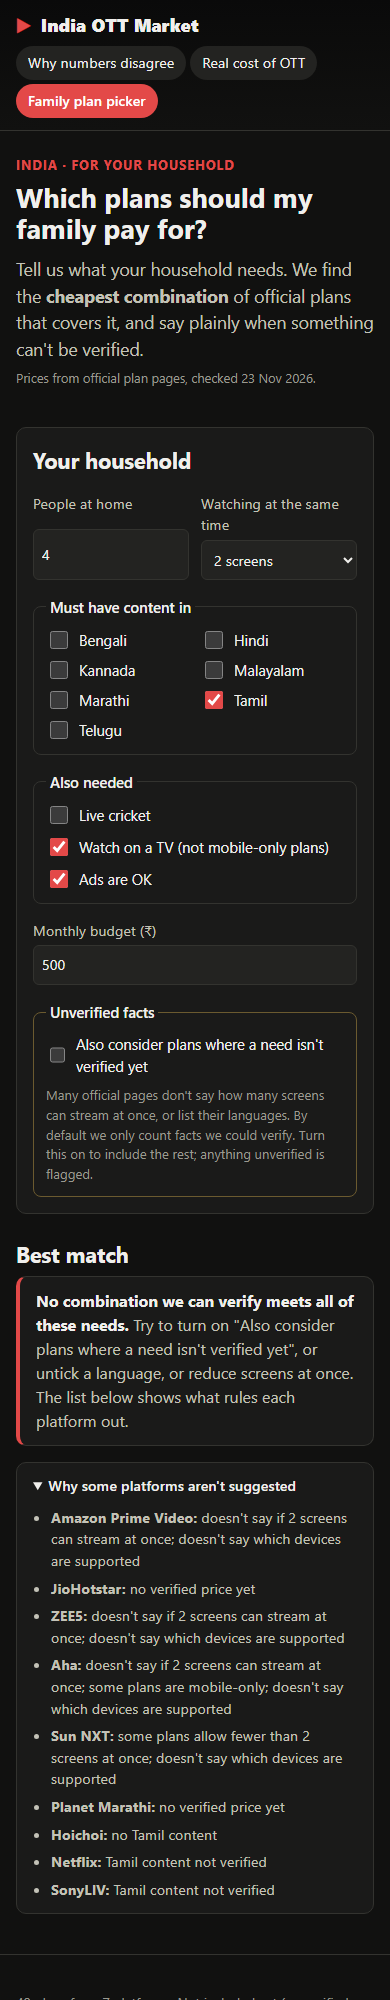 India OTT Market
Why numbers disagree
Real cost of OTT
Family plan picker
INDIA · FOR YOUR HOUSEHOLD
Which plans should my
family pay for?
Tell us what your household needs. We find
the cheapest combination of official plans
that covers it, and say plainly when something
can't be verified.
Prices from official plan pages, checked 23 Nov 2026.
Your household
People at home
Watching at the same
time
4
2 screens
Must have content in
Bengali
Hindi
Kannada
Malayalam
Marathi
Tamil
Telugu
Also needed
Live cricket
Watch on a TV (not mobile-only plans)
Ads are OK
Monthly budget (₹)
500
Unverified facts
Also consider plans where a need isn't
verified yet
Many official pages don't say how many screens
can stream at once, or list their languages. By
default we only count facts we could verify. Turn
this on to include the rest; anything unverified is
flagged.
Best match
No combination we can verify meets all of
these needs. Try to turn on "Also consider
plans where a need isn't verified yet", or
untick a language, or reduce screens at once.
The list below shows what rules each
platform out.
Why some platforms aren't suggested
Amazon Prime Video: doesn't say if 2 screens
can stream at once; doesn't say which devices
are supported
JioHotstar: no verified price yet
ZEE5: doesn't say if 2 screens can stream at
once; doesn't say which devices are supported
Aha: doesn't say if 2 screens can stream at
once; some plans are mobile-only; doesn't say
which devices are supported
Sun NXT: some plans allow fewer than 2
screens at once; doesn't say which devices are
supported
Planet Marathi: no verified price yet
Hoichoi: no Tamil content
Netflix: Tamil content not verified
SonyLIV: Tamil content not verified